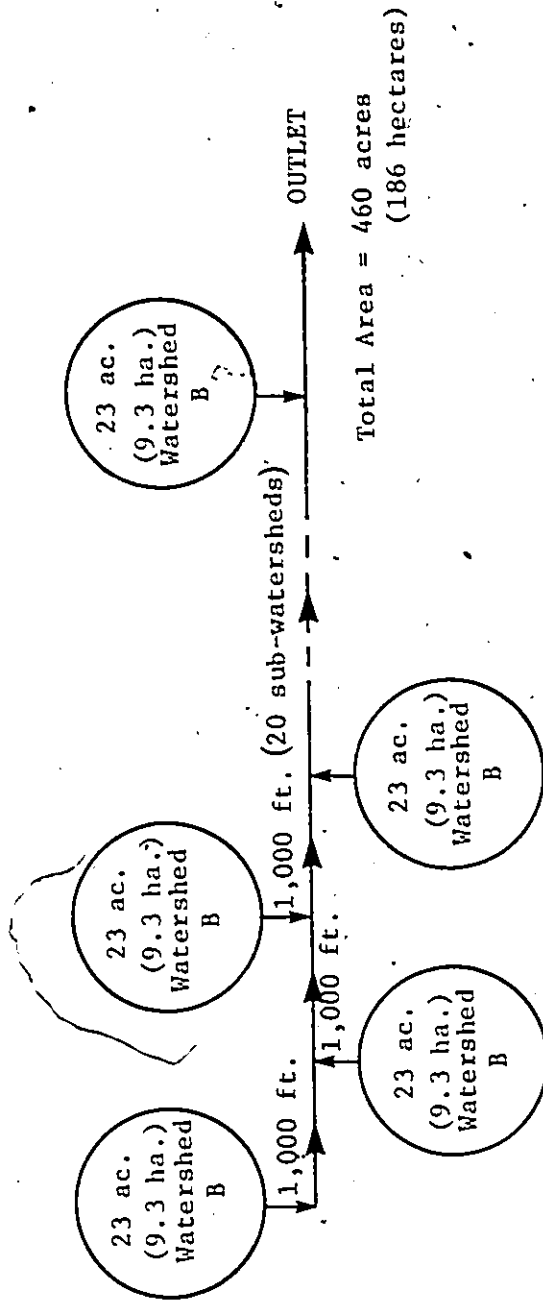 23 ac.
(9.3 ha.)
Watershed
B
23 ac.
(9.3 ha.)
Watershed
B
23 ac.
(9.3 ha.)
Watershed
B
1,000 ft.
1,000 ft. (20 sub-watersheds)
OUTLET
1,000 ft.
23 ac.
(9.3 ha.)
Watershed
B
23 ac.
(9.3 ha.)
Watershed
B
Total Area = 460 acres
(186 hectares)